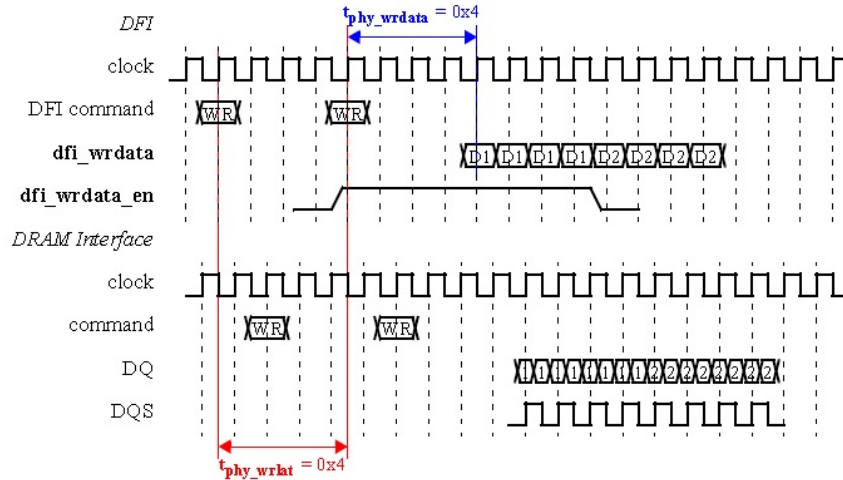 DFI
t_phy_wrdata = 0x4
clock
DFI command WR WR
dfi_wrdata D1 D1 D1 D1 D2 D2 D2 D2
dfi_wrdata_en
DRAM Interface
clock
command WR WR
DQ 1 1 1 1 1 1 1 1 2 2 2 2 2 2 2 2
DQS
t_phy_wrlat = 0x4